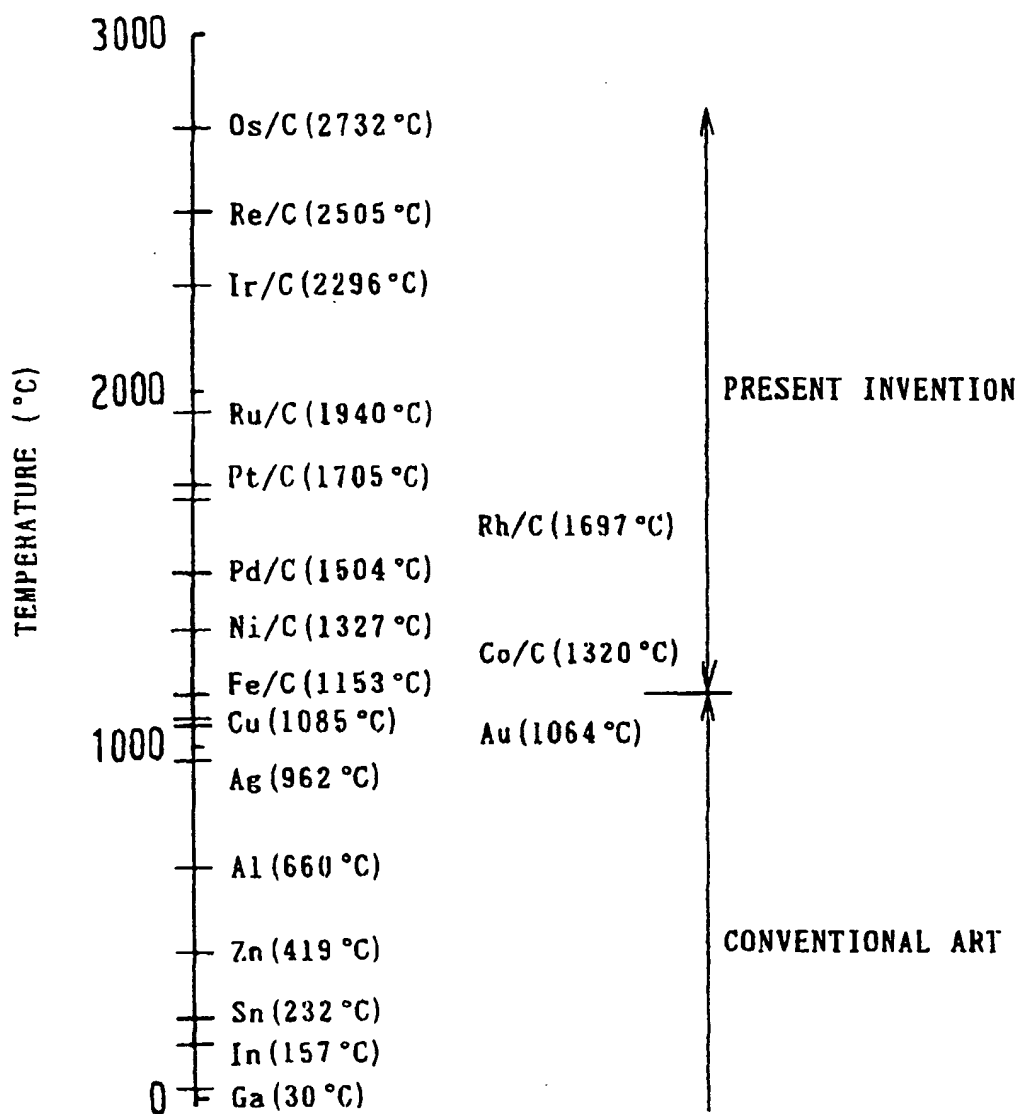 3000
Os/C (2732 °C)
Re/C (2505 °C)
Ir/C (2296 °C)
TEMPERATURE (°C)
2000
PRESENT INVENTION
Ru/C (1940 °C)
Pt/C (1705 °C)
Rh/C (1697 °C)
Pd/C (1504 °C)
Ni/C (1327 °C)
Co/C (1320 °C)
Fe/C (1153 °C)
Cu (1085 °C)
Au (1064 °C)
1000
Ag (962 °C)
Al (660 °C)
Zn (419 °C)
CONVENTIONAL ART
Sn (232 °C)
In (157 °C)
0
Ga (30 °C)